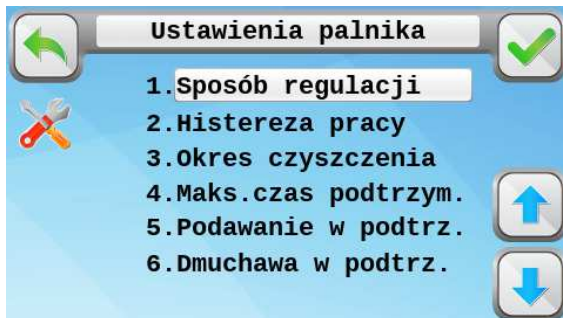 Ustawienia palnika
1.Sposób regulacji
2.Histereza pracy
3.Okres czyszczenia
4.Maks.czas podtrzym.
5.Podawanie w podtrz.
6.Dmuchawa w podtrz.